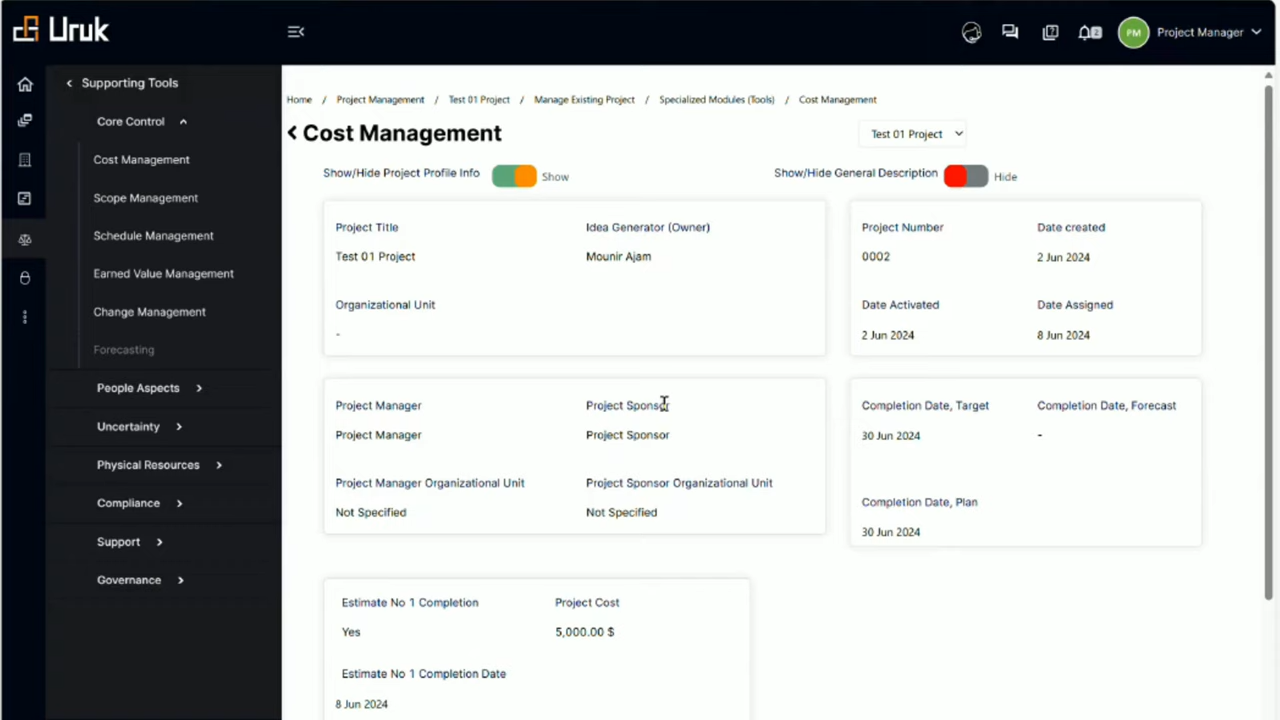 Uruk
2
PM
Project Manager
Supporting Tools
Core Control
Cost Management
Scope Management
Schedule Management
Earned Value Management
Change Management
Forecasting
People Aspects
Uncertainty
Physical Resources
Compliance
Support
Governance
Home / Project Management / Test 01 Project / Manage Existing Project / Specialized Modules (Tools) / Cost Management
Cost Management
Test 01 Project
Show/Hide Project Profile Info Show
Show/Hide General Description Hide
Project Title Idea Generator (Owner)
Test 01 Project Mounir Ajam
Organizational Unit
-
Project Number Date created
0002 2 Jun 2024
Date Activated Date Assigned
2 Jun 2024 8 Jun 2024
Project Manager Project Sponsor
Project Manager Project Sponsor
Project Manager Organizational Unit Project Sponsor Organizational Unit
Not Specified Not Specified
Completion Date, Target Completion Date, Forecast
30 Jun 2024 -
Completion Date, Plan
30 Jun 2024
Estimate No 1 Completion Project Cost
Yes 5,000.00 $
Estimate No 1 Completion Date
8 Jun 2024